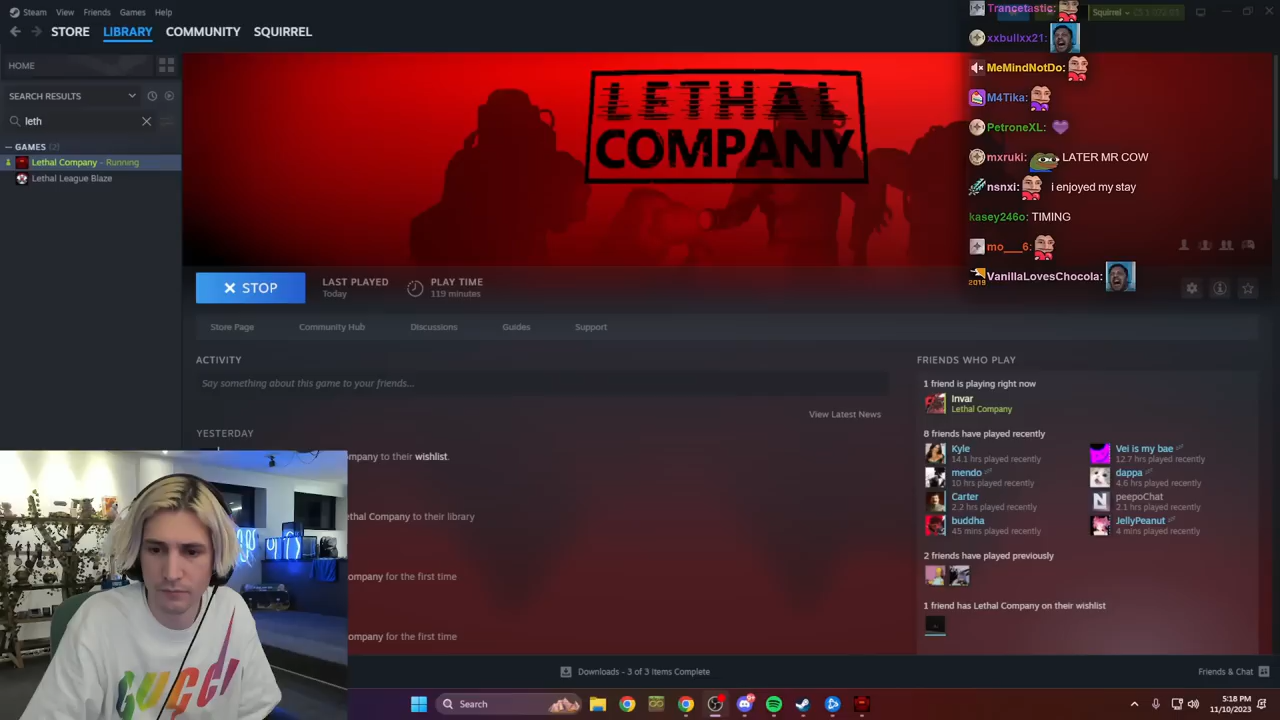 Steam View Friends Games Help
Squirrel
STORE LIBRARY COMMUNITY SQUIRREL
HOME
SEARCH RESULTS
leth
GAMES (2)
Lethal Company - Running
Lethal League Blaze
LETHAL
COMPANY
Trancetastic:
xxbullxx21:
MeMindNotDo:
M4Tika:
PetroneXL:
mxruki: LATER MR COW
nsnxi: i enjoyed my stay
kasey246o: TIMING
mo___6:
VanillaLovesChocola:
STOP
LAST PLAYED
Today
PLAY TIME
119 minutes
Store Page Community Hub Discussions Guides Support
ACTIVITY
Say something about this game to your friends...
View Latest News
YESTERDAY
ompany to their wishlist.
ethal Company to their library
ompany for the first time
ompany for the first time
FRIENDS WHO PLAY
1 friend is playing right now
Invar
Lethal Company
8 friends have played recently
Kyle
14.1 hrs played recently
Vei is my bae
12.7 hrs played recently
mendo
10 hrs played recently
dappa
4.6 hrs played recently
Carter
2.2 hrs played recently
peepoChat
2.1 hrs played recently
buddha
45 mins played recently
JellyPeanut
4 mins played recently
2 friends have played previously
1 friend has Lethal Company on their wishlist
Downloads - 3 of 3 Items Complete
Friends & Chat
GUCCI
Search
5:18 PM
11/10/2023